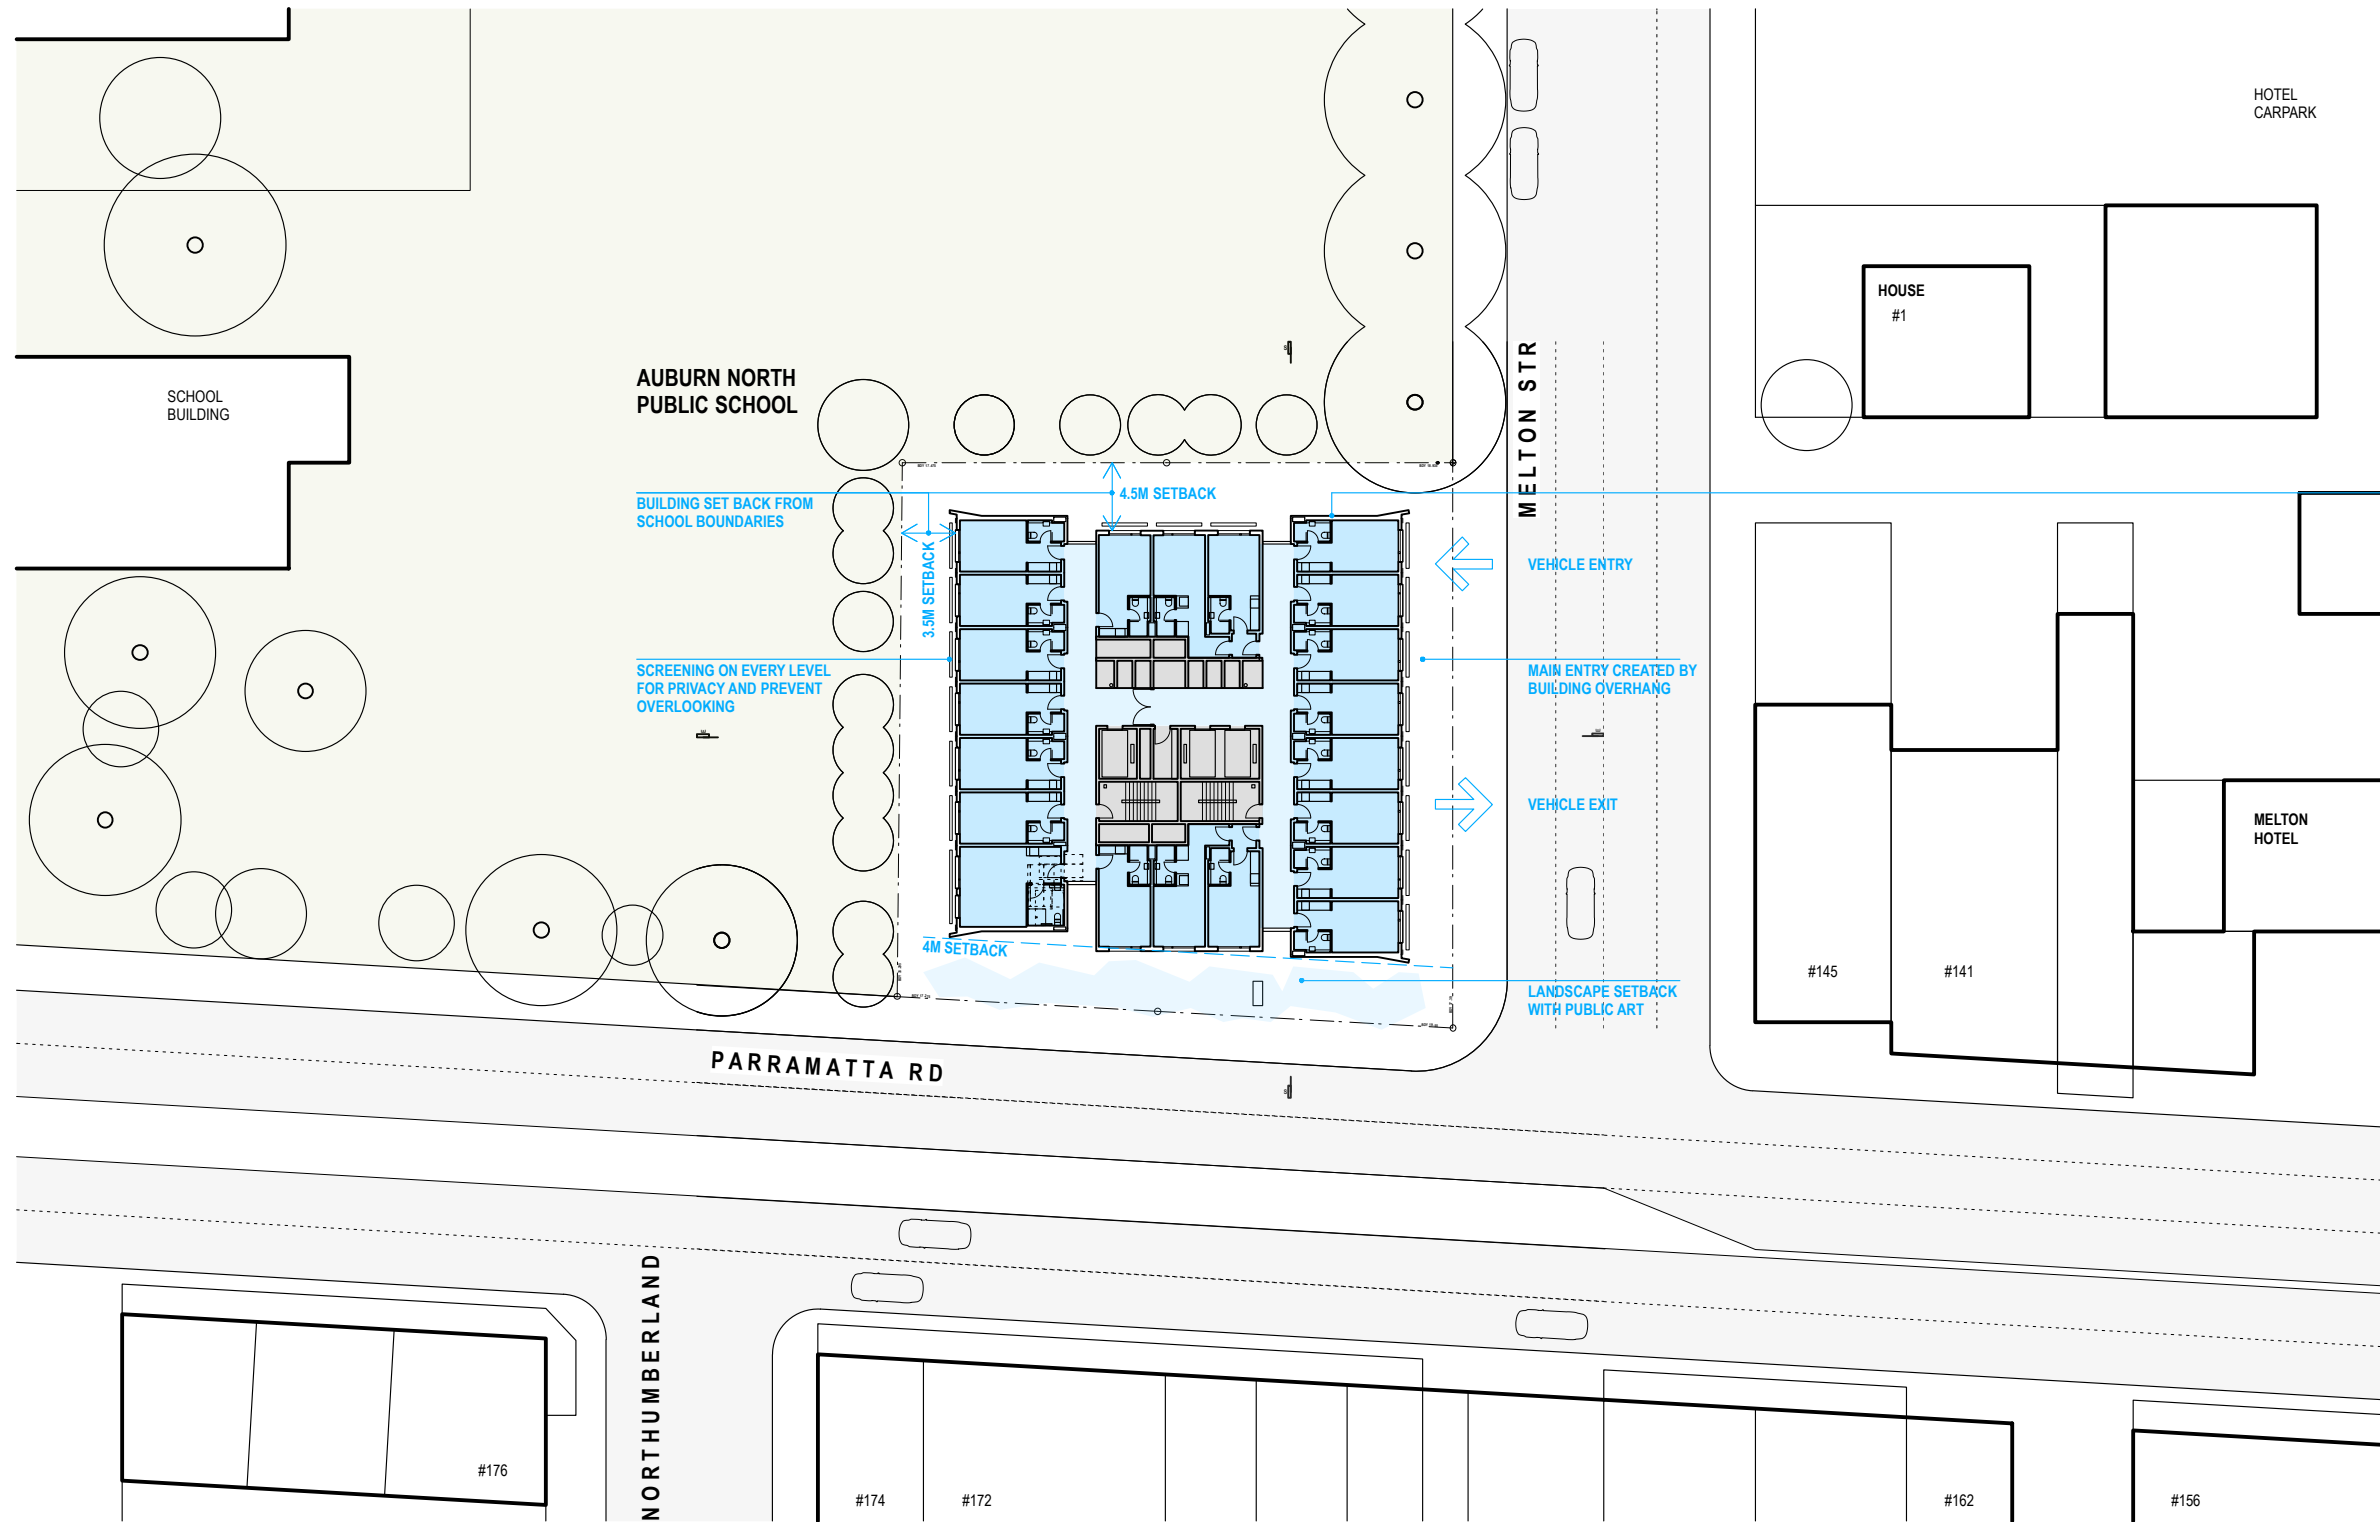 HOTEL
CARPARK
HOUSE
#1
SCHOOL
BUILDING
AUBURN NORTH
PUBLIC SCHOOL
MELTON STR
BUILDING SET BACK FROM
SCHOOL BOUNDARIES
4.5M SETBACK
3.5M SETBACK
VEHICLE ENTRY
SCREENING ON EVERY LEVEL
FOR PRIVACY AND PREVENT
OVERLOOKING
MAIN ENTRY CREATED BY
BUILDING OVERHANG
VEHICLE EXIT
MELTON
HOTEL
4M SETBACK
#145
#141
LANDSCAPE SETBACK
WITH PUBLIC ART
PARRAMATTA RD
NORTHUMBERLAND
#176
#174
#172
#162
#156